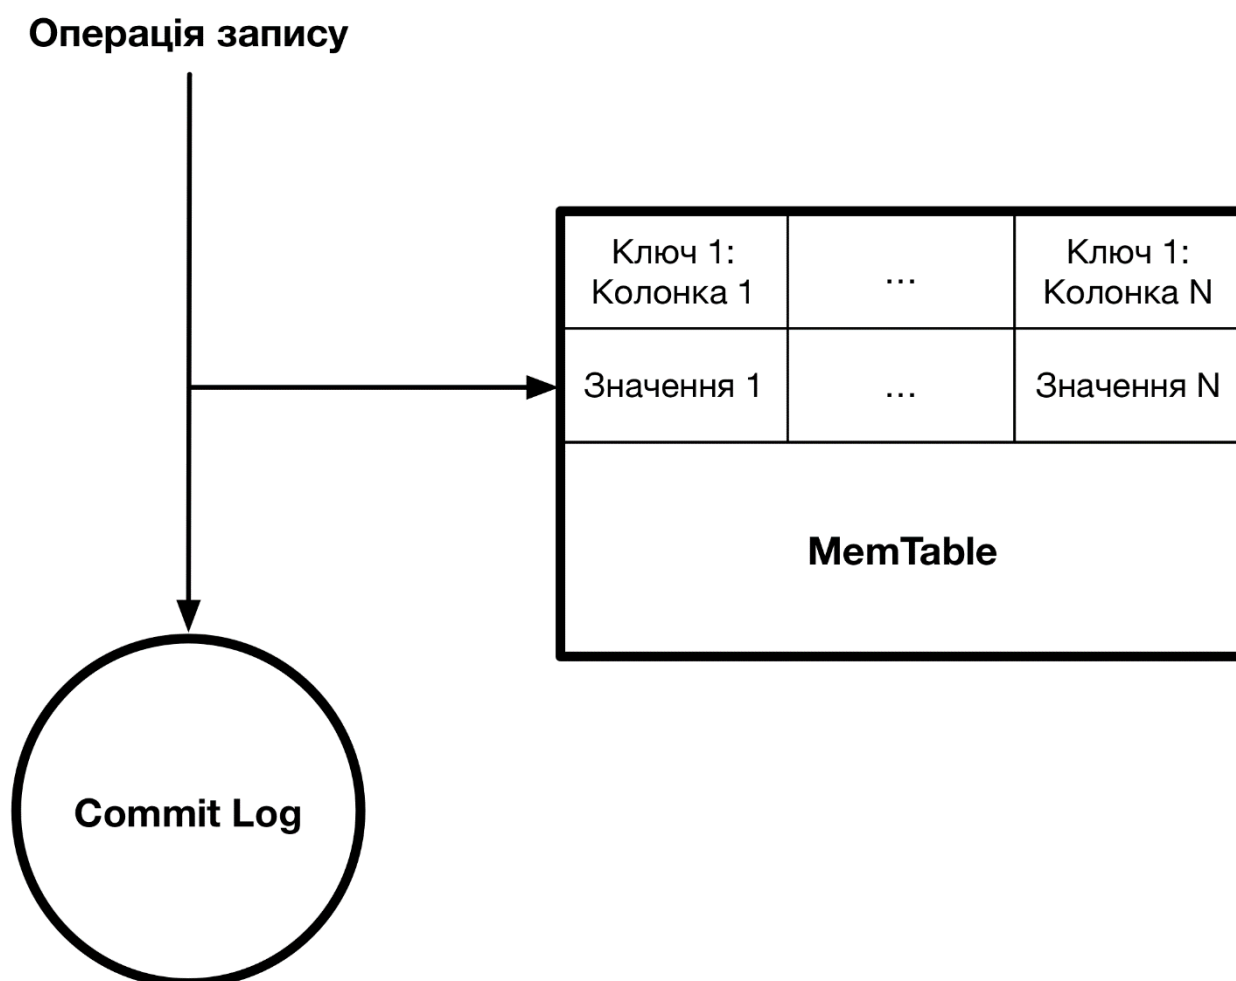 Операція запису
Ключ 1:
Колонка 1
...
Ключ 1:
Колонка N
Значення 1
...
Значення N
MemTable
Commit Log